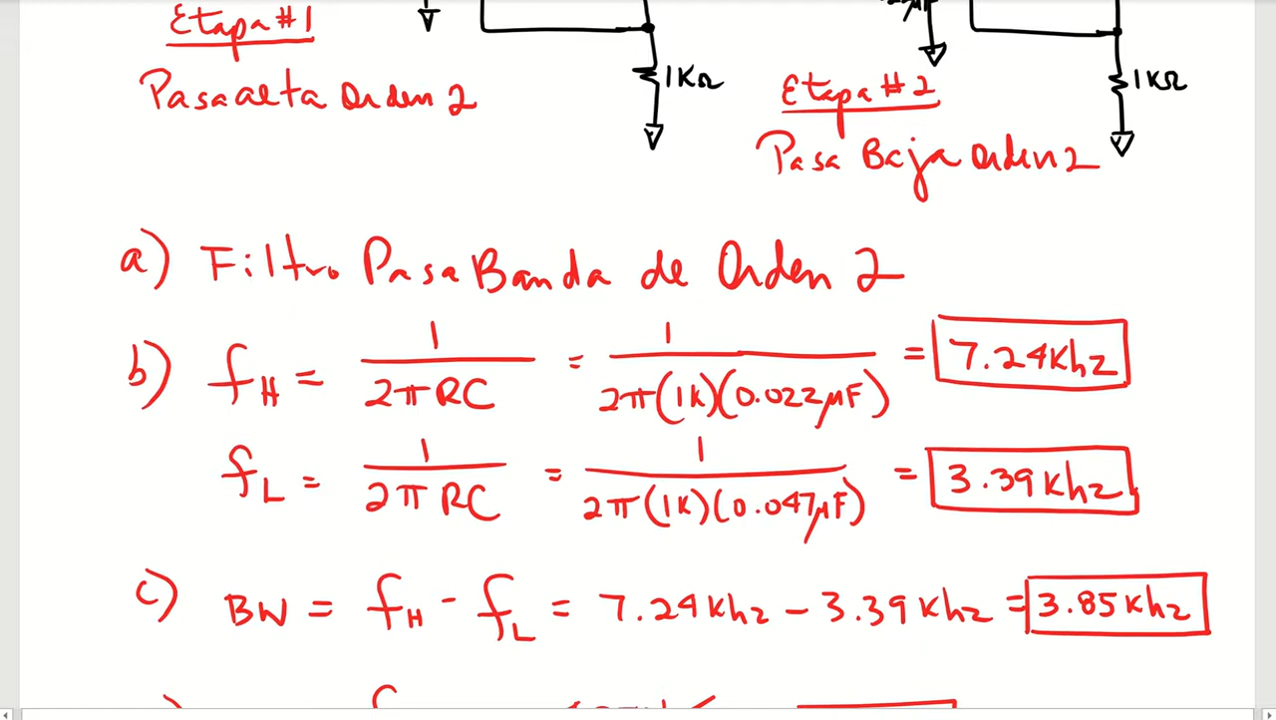 Etapa #1
Pasa alta Orden 2
1KΩ
µF
Etapa #2
1KΩ
Pasa Baja Orden 2
a) Filtro Pasa Banda de Orden 2
b) fH = 1 / 2πRC = 1 / 2π(1K)(0.022µF) = 7.24Khz
fL = 1 / 2πRC = 1 / 2π(1K)(0.047µF) = 3.39Khz
c) BW = fH - fL = 7.24Khz - 3.39Khz = 3.85Khz